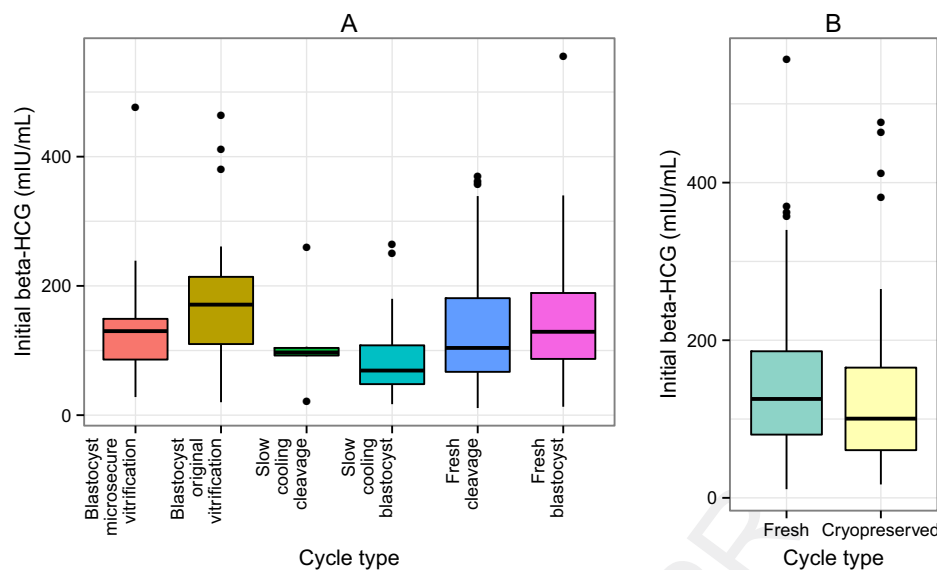 A
Initial beta-HCG (mIU/mL)
400
200
0
Blastocyst
microsecure
vitrification
Blastocyst
original
vitrification
Slow
cooling
cleavage
Slow
cooling
blastocyst
Fresh
cleavage
Fresh
blastocyst
Cycle type
B
Initial beta-HCG (mIU/mL)
400
200
0
Fresh
Cryopreserved
Cycle type